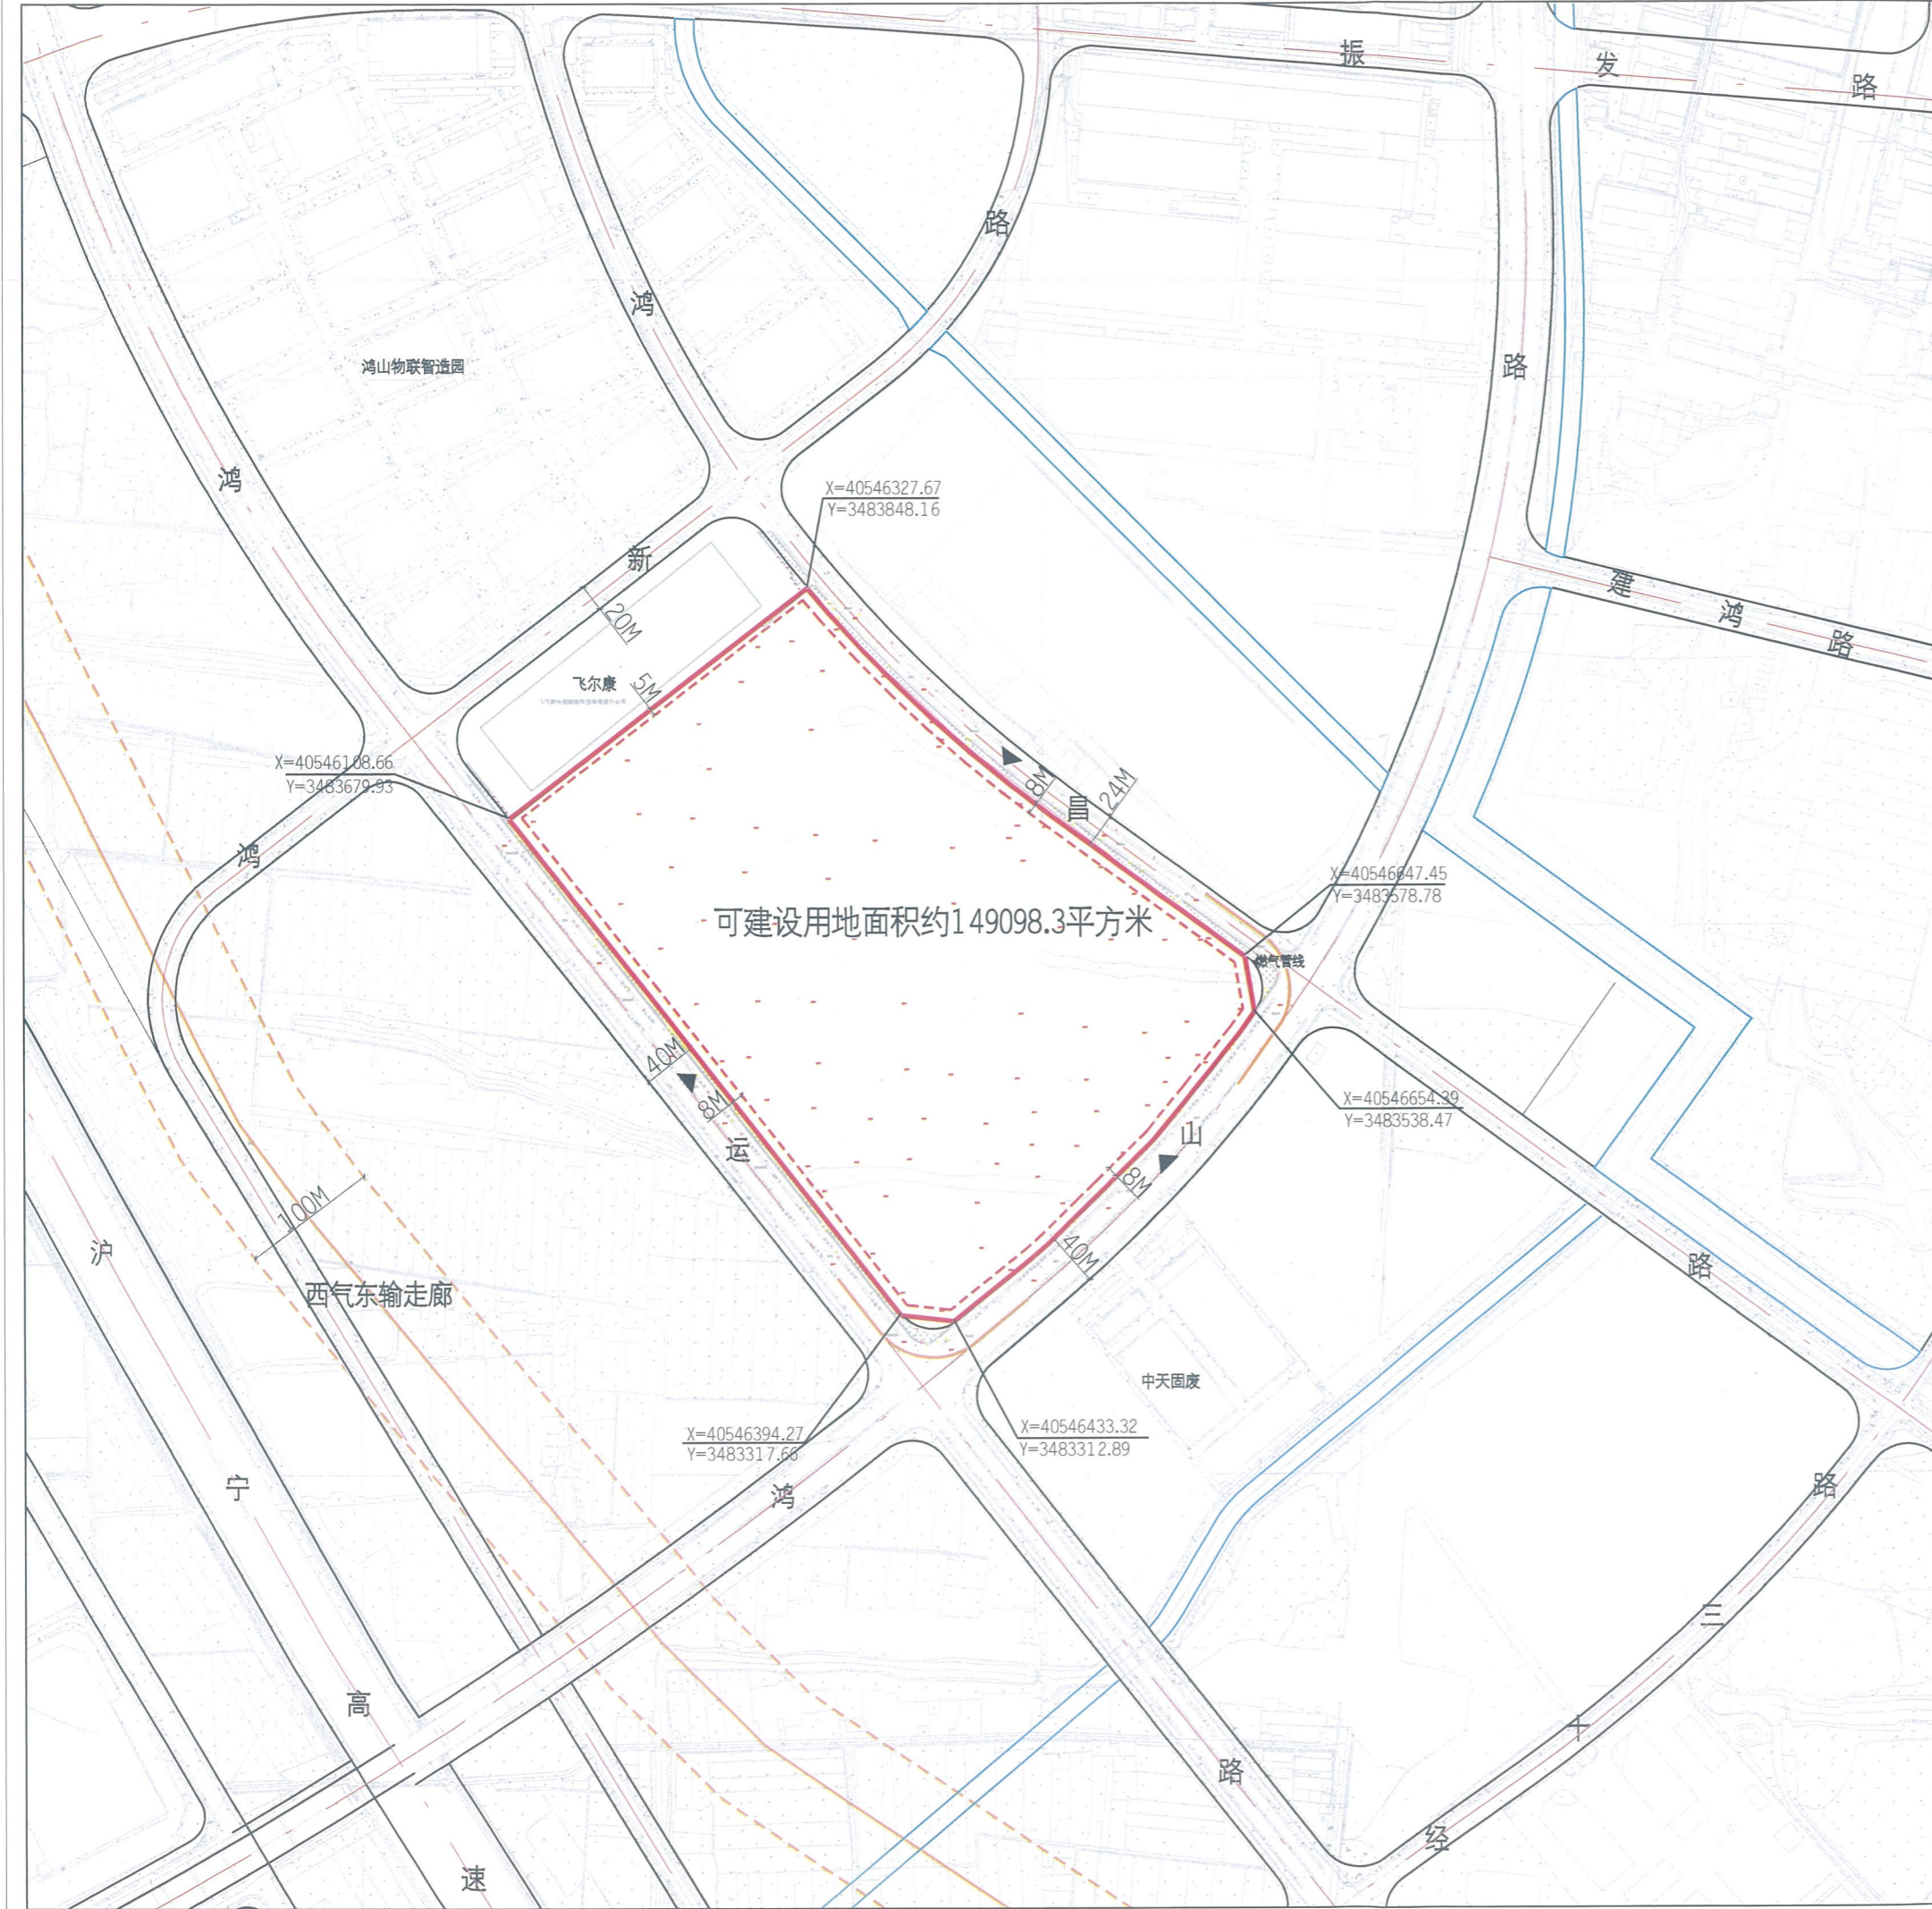 振
发
路
路
鸿
路
鸿山物联智造园
鸿
X=40546327.67
Y=3483848.16
新
20M
建
鸿
路
飞尔康
5M
X=40546108.66
Y=3483679.93
8M
24M
昌
鸿
X=40546647.45
Y=3483578.78
可建设用地面积约149098.3平方米
燃气管线
40M
8M
运
X=40546654.39
Y=3483538.47
山
8M
100M
沪
40M
西气东输走廊
路
中天固废
X=40546394.27
Y=3483317.66
X=40546433.32
Y=3483312.89
宁
鸿
路
三
高
十
路
经
速